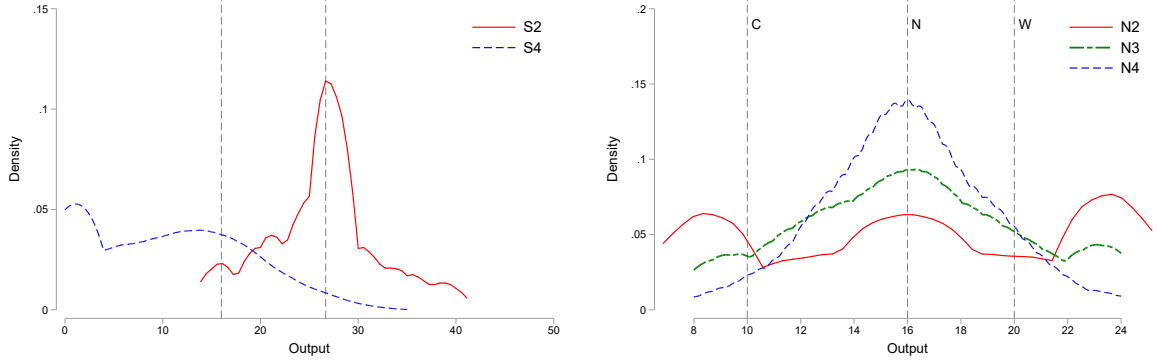 .15
.1
.05
0
Density
0 10 20 30 40 50
Output
S2
S4
.2
.15
.1
.05
0
Density
8 10 12 14 16 18 20 22 24
Output
C
N
W
N2
N3
N4